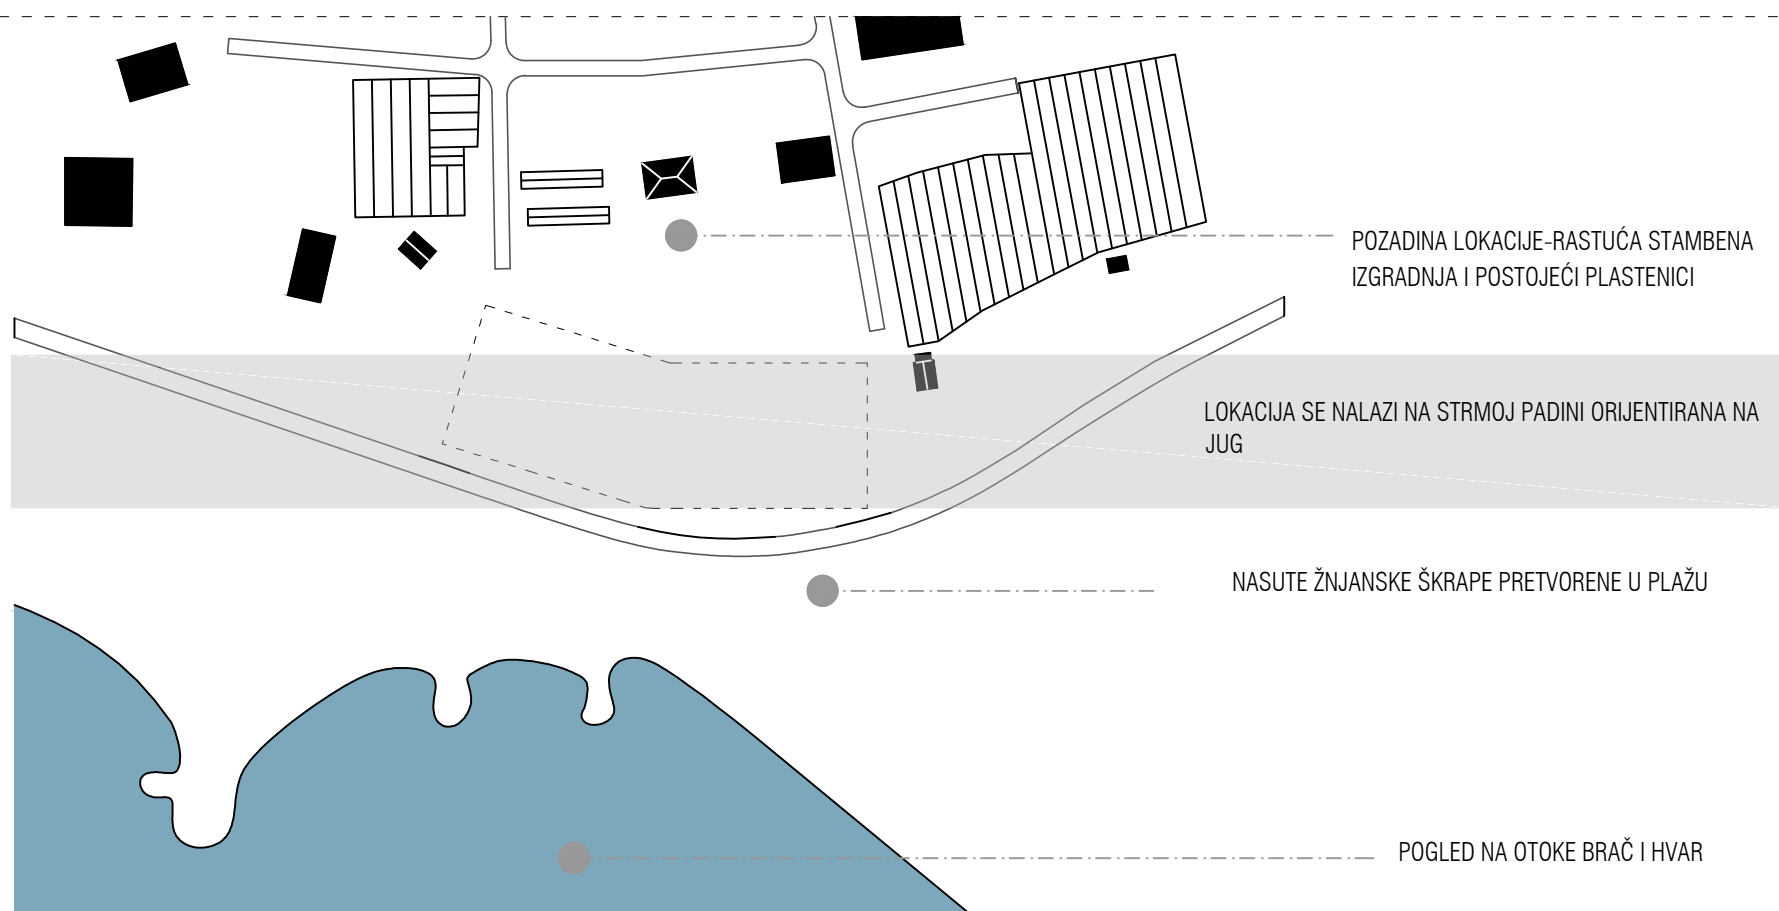 POZADINA LOKACIJE-RASTUĆA STAMBENA
IZGRADNJA I POSTOJEĆI PLASTENICI
LOKACIJA SE NALAZI NA STRMOJ PADINI ORIJENTIRANA NA
JUG
NASUTE ŽNJANSKE ŠKRAPE PRETVORENE U PLAŽU
POGLED NA OTOKE BRAČ I HVAR